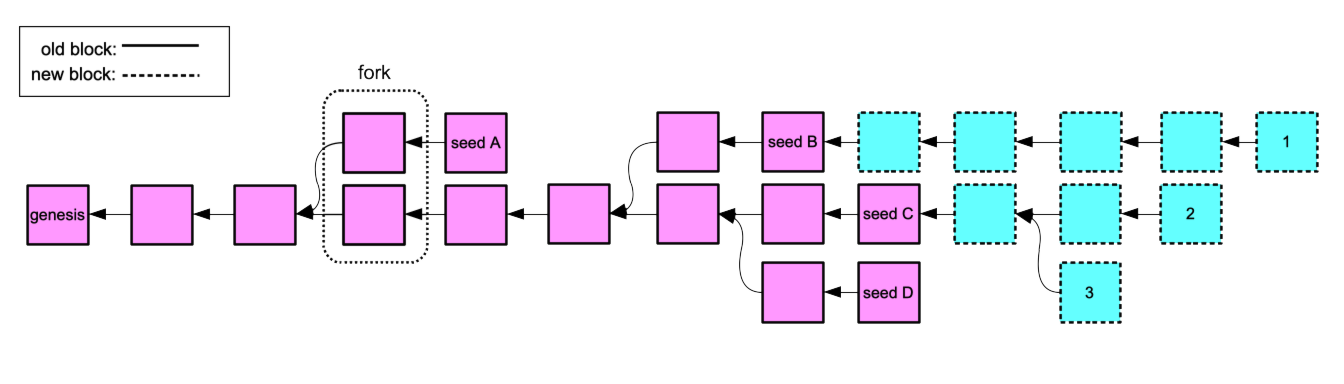 old block:
new block:
fork
seed A
seed B
1
genesis
seed C
2
seed D
3